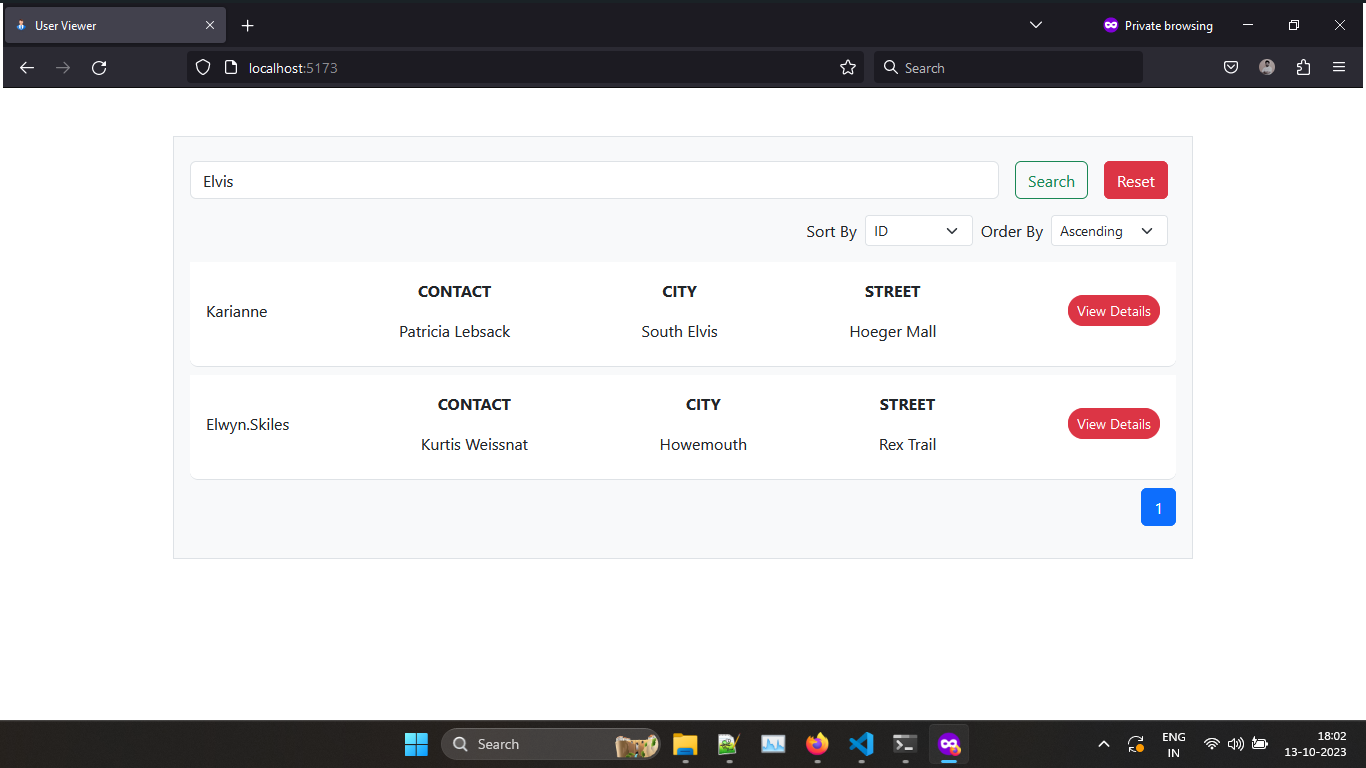 User Viewer
Private browsing
localhost:5173
Search
Elvis
Search
Reset
Sort By ID Order By Ascending
CONTACT CITY STREET
Karianne
View Details
Patricia Lebsack South Elvis Hoeger Mall
CONTACT CITY STREET
Elwyn.Skiles
View Details
Kurtis Weissnat Howemouth Rex Trail
1
Search
ENG
IN
18:02
13-10-2023